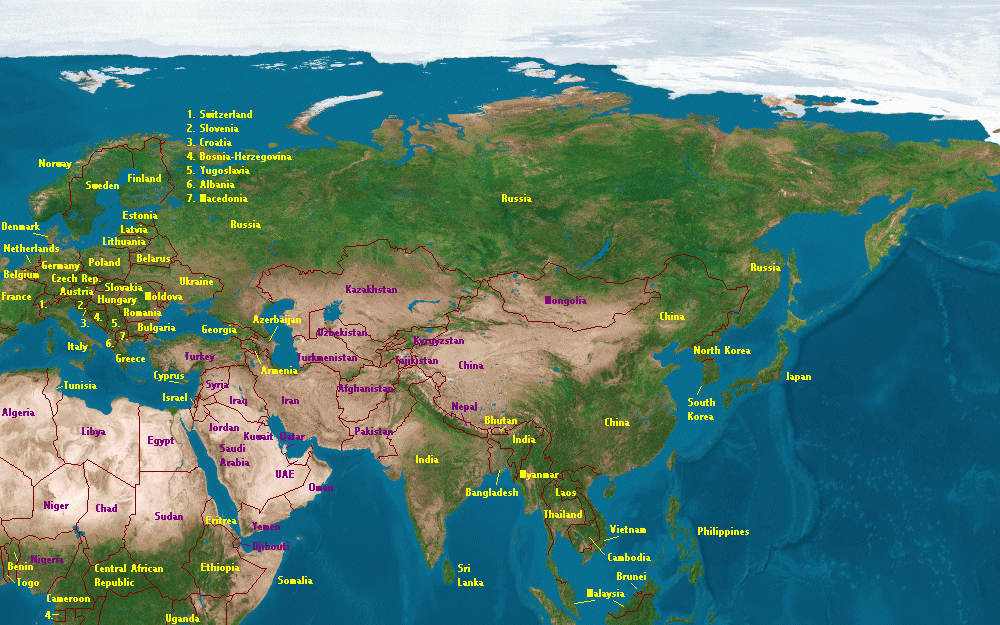 1. Switzerland
2. Slovenia
3. Croatia
4. Bosnia-Herzegovina
5. Yugoslavia
6. Albania
7. Macedonia
Norway
Sweden
Finland
Russia
Russia
Estonia
Latvia
Lithuania
Denmark
Netherlands
Belarus
Germany
Poland
Russia
Belgium
Czech Rep.
Ukraine
Slovakia
Austria
Kazakhstan
France
Hungary
Moldova
Mongolia
1.
2.
Romania
China
4.
3.
5.
Bulgaria
Azerbaijan
Georgia
Uzbekistan
7.
6.
Kyrgyzstan
Italy
Greece
Turkey
Turkmenistan
Tajikistan
North Korea
China
Armenia
Cyprus
Japan
Tunisia
Syria
Afghanistan
Israel
Iraq
Iran
South
Korea
Nepal
Algeria
Bhutan
China
Libya
Jordan
Egypt
Kuwait
Qatar
Pakistan
India
Saudi
Arabia
India
UAE
Myanmar
Oman
Bangladesh
Laos
Niger
Chad
Sudan
Eritrea
Yemen
Thailand
Vietnam
Philippines
Djibouti
Nigeria
Cambodia
Benin
Central African
Republic
Ethiopia
Togo
Somalia
Sri
Lanka
Brunei
Malaysia
Cameroon
4.
Uganda